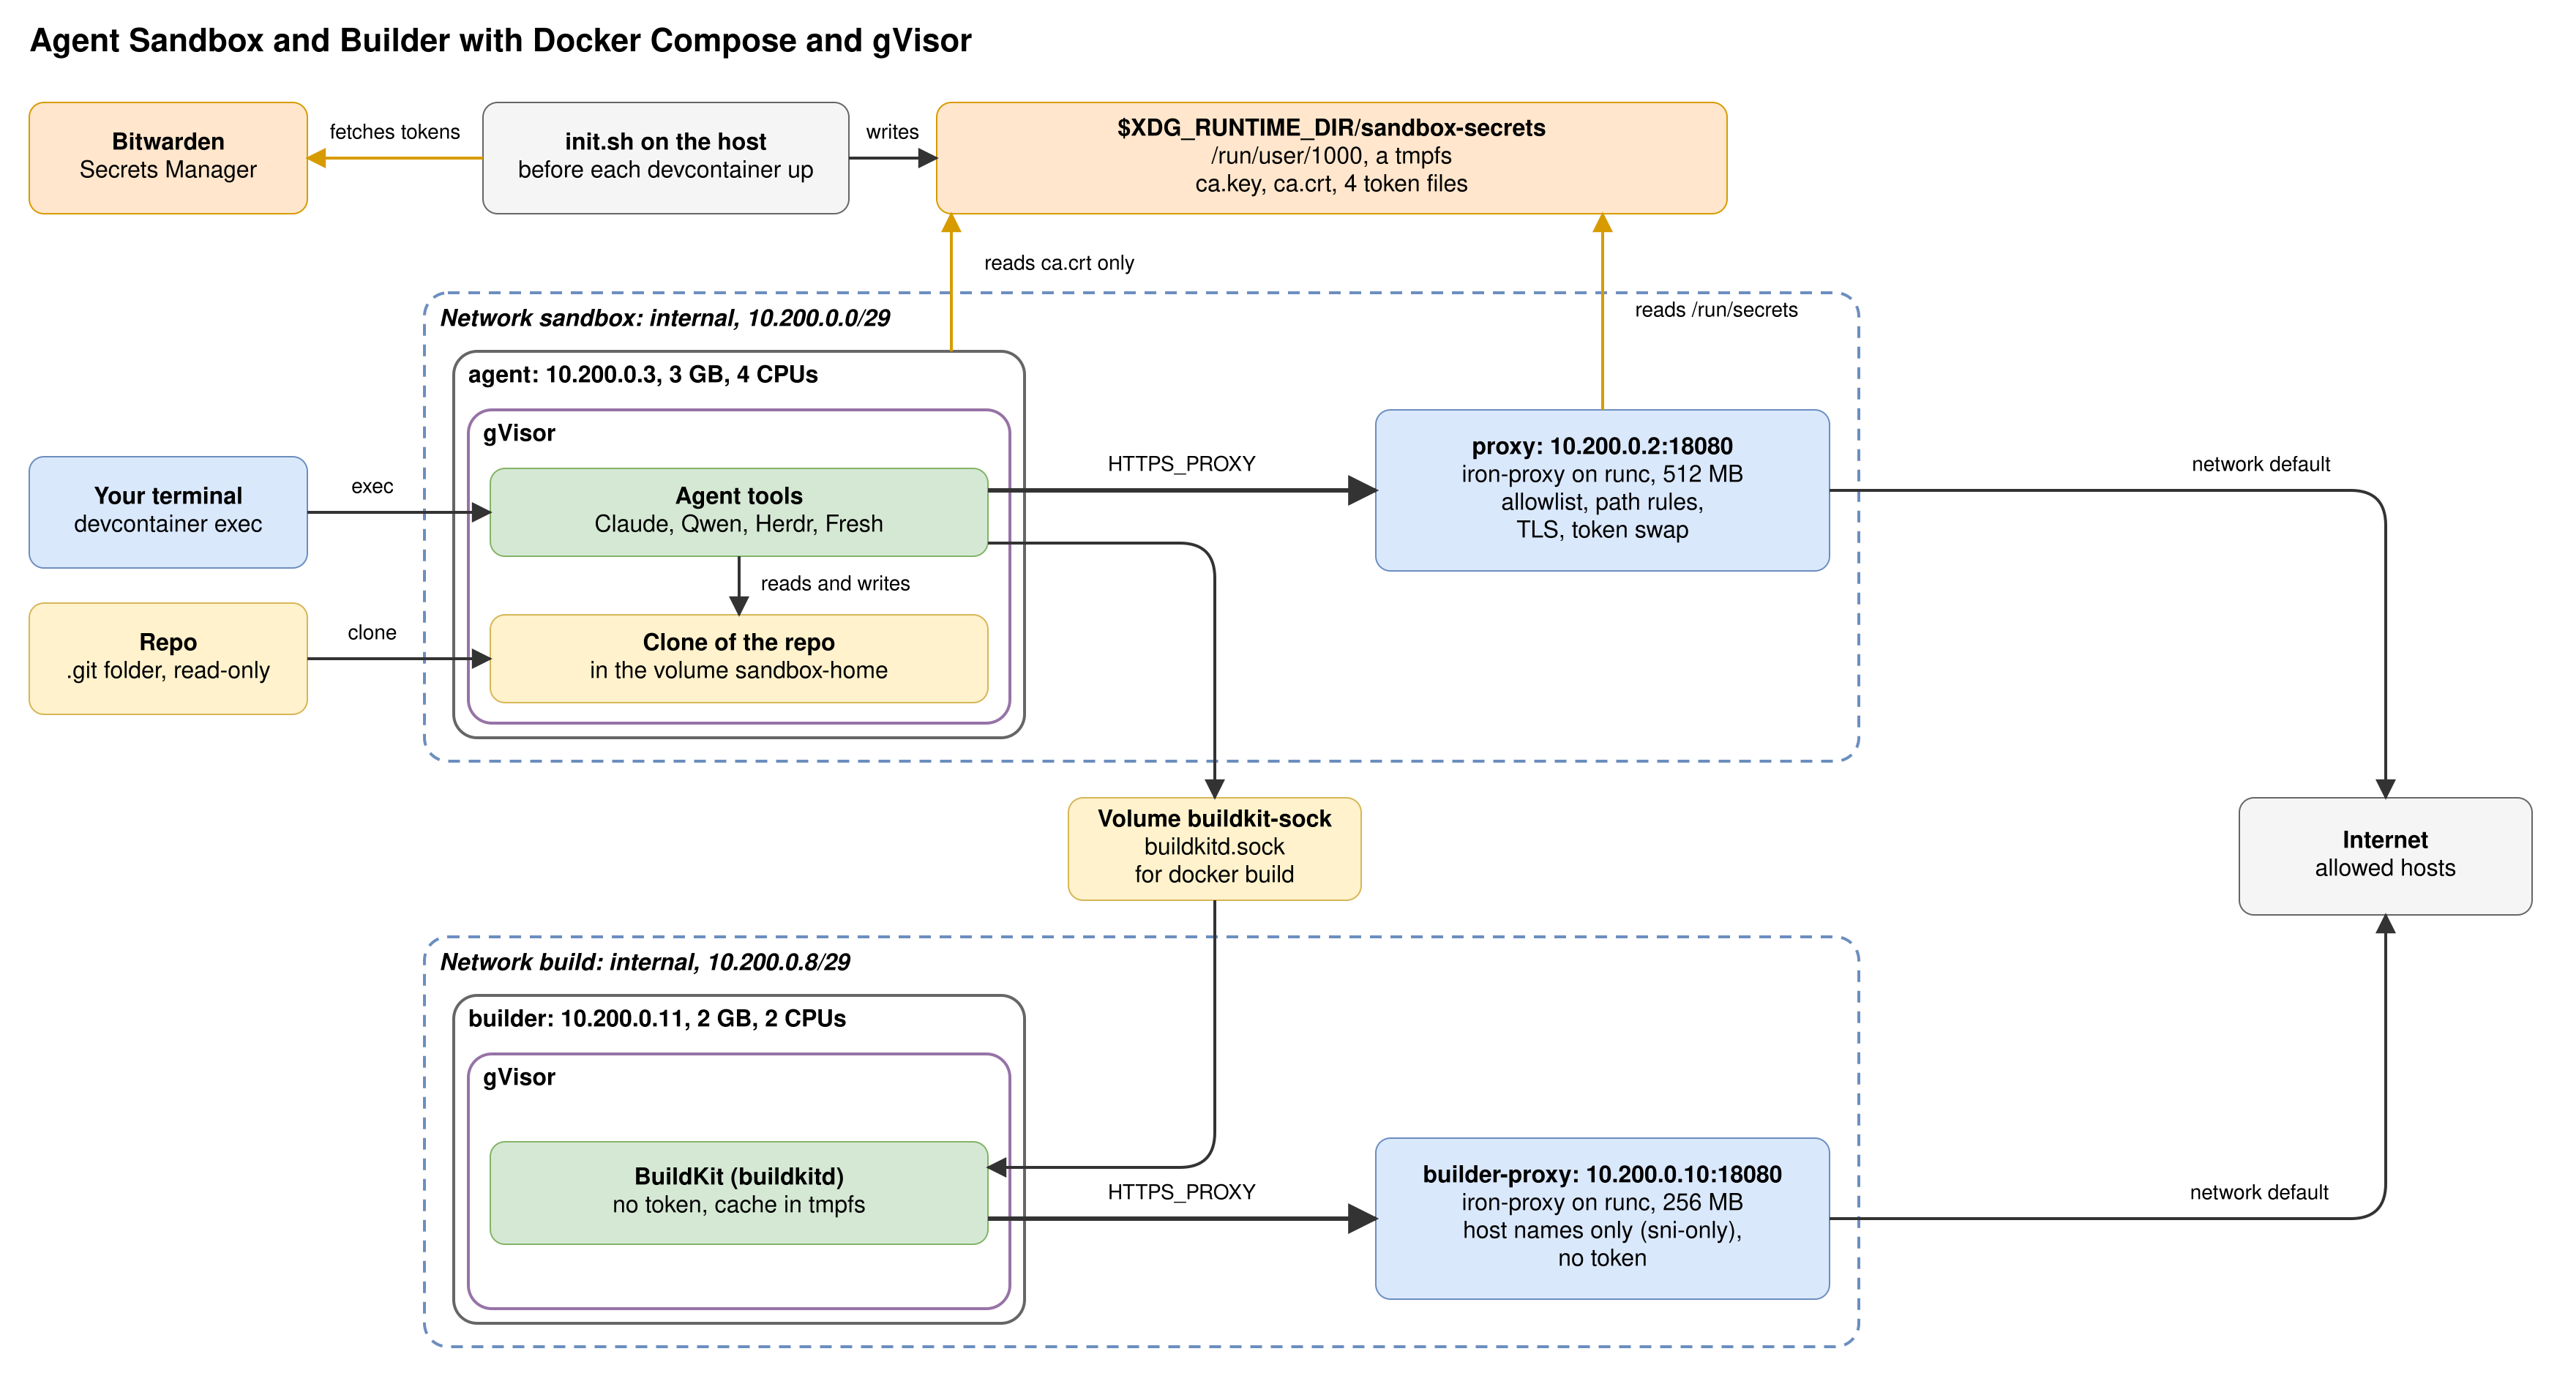 Agent Sandbox and Builder with Docker Compose and gVisor
Bitwarden
Secrets Manager
fetches tokens
init.sh on the host
before each devcontainer up
writes
$XDG_RUNTIME_DIR/sandbox-secrets
/run/user/1000, a tmpfs
ca.key, ca.crt, 4 token files
reads ca.crt only
reads /run/secrets
Network sandbox: internal, 10.200.0.0/29
agent: 10.200.0.3, 3 GB, 4 CPUs
gVisor
Your terminal
devcontainer exec
exec
Agent tools
Claude, Qwen, Herdr, Fresh
HTTPS_PROXY
proxy: 10.200.0.2:18080
iron-proxy on runc, 512 MB
allowlist, path rules,
TLS, token swap
network default
reads and writes
Repo
.git folder, read-only
clone
Clone of the repo
in the volume sandbox-home
Volume buildkit-sock
buildkitd.sock
for docker build
Internet
allowed hosts
Network build: internal, 10.200.0.8/29
builder: 10.200.0.11, 2 GB, 2 CPUs
gVisor
BuildKit (buildkitd)
no token, cache in tmpfs
HTTPS_PROXY
builder-proxy: 10.200.0.10:18080
iron-proxy on runc, 256 MB
host names only (sni-only),
no token
network default